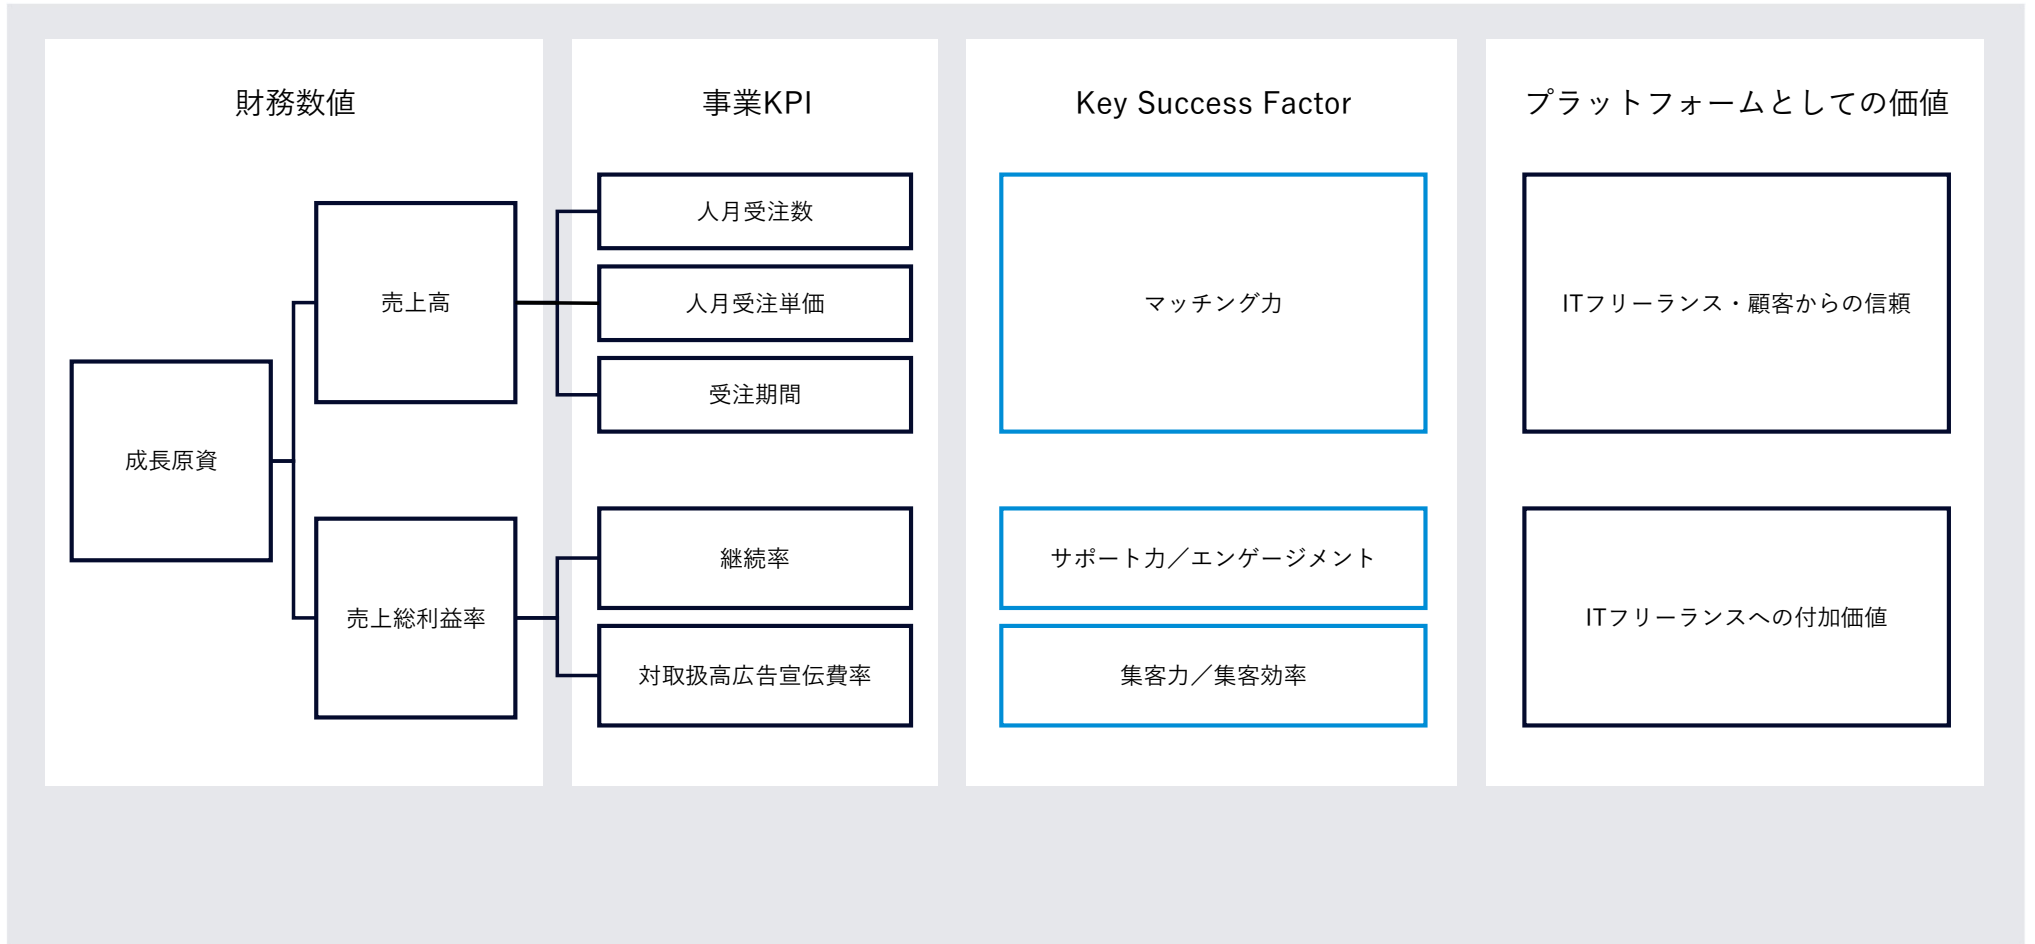 財務数値
事業KPI
Key Success Factor
プラットフォームとしての価値
成長原資
売上高
売上総利益率
人月受注数
人月受注単価
受注期間
継続率
対取扱高広告宣伝費率
マッチング力
サポート力／エンゲージメント
集客力／集客効率
ITフリーランス・顧客からの信頼
ITフリーランスへの付加価値